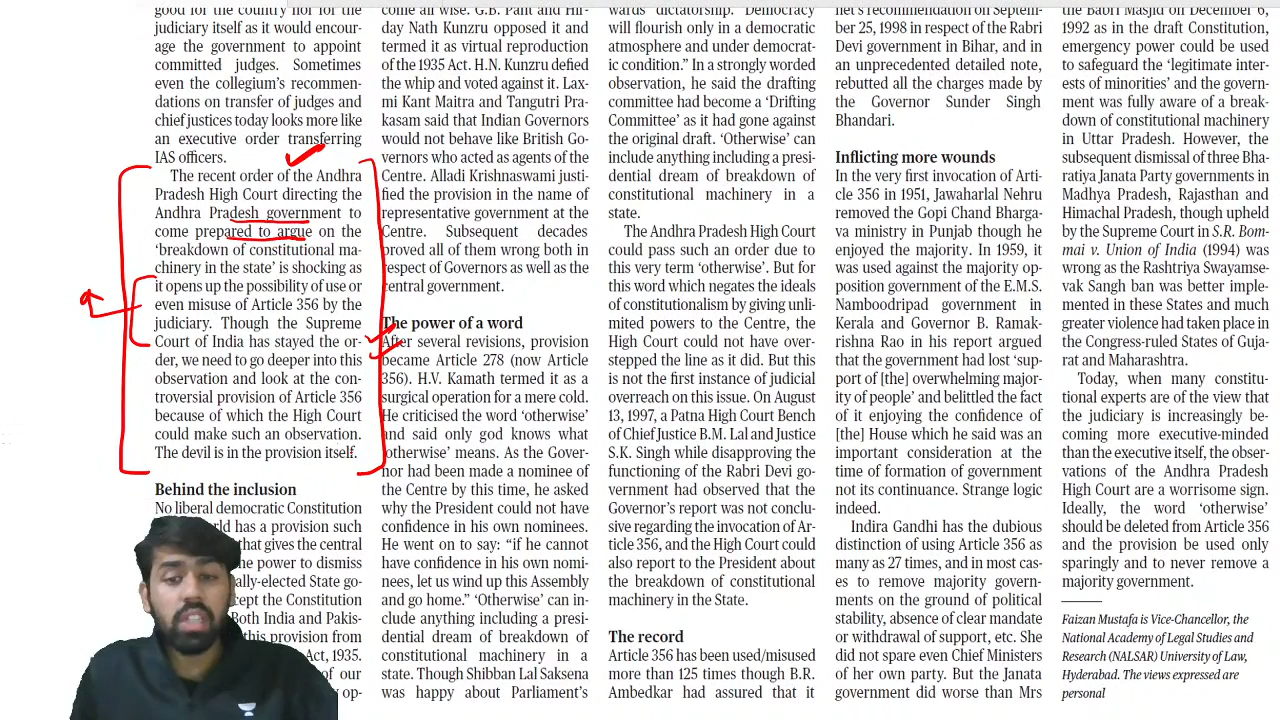 good for the country nor for the
judiciary itself as it would encour-
age the government to appoint
committed judges. Sometimes
even the collegium's recommen-
dations on transfer of judges and
chief justices today looks more like
an executive order transferring
IAS officers.
The recent order of the Andhra
Pradesh High Court directing the
Andhra Pradesh government to
come prepared to argue on the
'breakdown of constitutional ma-
chinery in the state' is shocking as
it opens up the possibility of use or
even misuse of Article 356 by the
judiciary. Though the Supreme
Court of India has stayed the or-
der, we need to go deeper into this
observation and look at the con-
troversial provision of Article 356
because of which the High Court
could make such an observation.
The devil is in the provision itself.
Behind the inclusion
No liberal democratic Constitution
has a provision such
that gives the central
power to dismiss
Constitution
Both India and Pakis-
this provision from
Act, 1935.
of our
op-
come all wise. G.B. Pant and Hir-
day Nath Kunzru opposed it and
termed it as virtual reproduction
of the 1935 Act. H.N. Kunzru defied
the whip and voted against it. Lax-
mi Kant Maitra and Tangutri Pra-
kasam said that Indian Governors
would not behave like British Go-
vernors who acted as agents of the
Centre. Alladi Krishnaswami justi-
fied the provision in the name of
representative government at the
Centre. Subsequent decades
proved all of them wrong both in
respect of Governors as well as the
central government.
The power of a word
After several revisions, provision
became Article 278 (now Article
356). H.V. Kamath termed it as a
surgical operation for a mere cold.
He criticised the word 'otherwise'
and said only god knows what
'otherwise' means. As the Gover-
nor had been made a nominee of
the Centre by this time, he asked
why the President could not have
confidence in his own nominees.
He went on to say: "if he cannot
have confidence in his own nomi-
nees, let us wind up this Assembly
and go home." 'Otherwise' can in-
clude anything including a presi-
dential dream of breakdown of
constitutional machinery in a
state. Though Shibban Lal Saksena
was happy about Parliament's
wards dictatorship. Democracy
will flourish only in a democratic
atmosphere and under democrat-
ic condition." In a strongly worded
observation, he said the drafting
committee had become a 'Drifting
Committee' as it had gone against
the original draft. 'Otherwise' can
include anything including a presi-
dential dream of breakdown of
constitutional machinery in a
state.
The Andhra Pradesh High Court
could pass such an order due to
this very term 'otherwise'. But for
this word which negates the ideals
of constitutionalism by giving unli-
mited powers to the Centre, the
High Court could not have over-
stepped the line as it did. But this
is not the first instance of judicial
overreach on this issue. On August
13, 1997, a Patna High Court Bench
of Chief Justice B.M. Lal and Justice
S.K. Singh while disapproving the
functioning of the Rabri Devi go-
vernment had observed that the
Governor's report was not conclu-
sive regarding the invocation of Ar-
ticle 356, and the High Court could
also report to the President about
the breakdown of constitutional
machinery in the State.
The record
Article 356 has been used/misused
more than 125 times though B.R.
Ambedkar had assured that it
net's recommendation on Septem-
ber 25, 1998 in respect of the Rabri
Devi government in Bihar, and in
an unprecedented detailed note,
rebutted all the charges made by
the Governor Sunder Singh
Bhandari.
Inflicting more wounds
In the very first invocation of Arti-
cle 356 in 1951, Jawaharlal Nehru
removed the Gopi Chand Bharga-
va ministry in Punjab though he
enjoyed the majority. In 1959, it
was used against the majority op-
position government of the E.M.S.
Namboodripad government in
Kerala and Governor B. Ramak-
rishna Rao in his report argued
that the government had lost 'sup-
port of [the] overwhelming major-
ity of people' and belittled the fact
of it enjoying the confidence of
[the] House which he said was an
important consideration at the
time of formation of government
not its continuance. Strange logic
indeed.
Indira Gandhi has the dubious
distinction of using Article 356 as
many as 27 times, and in most cas-
es to remove majority govern-
ments on the ground of political
stability, absence of clear mandate
or withdrawal of support, etc. She
did not spare even Chief Ministers
of her own party. But the Janata
government did worse than Mrs
the Babri Masjid on December 6,
1992 as in the draft Constitution,
emergency power could be used
to safeguard the 'legitimate inter-
ests of minorities' and the govern-
ment was fully aware of a break-
down of constitutional machinery
in Uttar Pradesh. However, the
subsequent dismissal of three Bha-
ratiya Janata Party governments in
Madhya Pradesh, Rajasthan and
Himachal Pradesh, though upheld
by the Supreme Court in S.R. Bom-
mai v. Union of India (1994) was
wrong as the Rashtriya Swayamse-
vak Sangh ban was better imple-
mented in these States and much
greater violence had taken place in
the Congress-ruled States of Guja-
rat and Maharashtra.
Today, when many constitu-
tional experts are of the view that
the judiciary is increasingly be-
coming more executive-minded
than the executive itself, the obser-
vations of the Andhra Pradesh
High Court are a worrisome sign.
Ideally, the word 'otherwise'
should be deleted from Article 356
and the provision be used only
sparingly and to never remove a
majority government.
Faizan Mustafa is Vice-Chancellor, the
National Academy of Legal Studies and
Research (NALSAR) University of Law,
Hyderabad. The views expressed are
personal